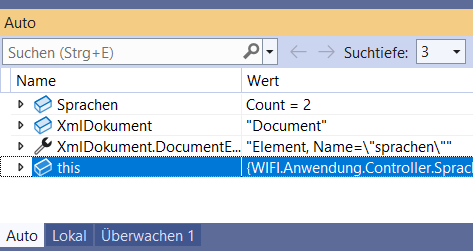 Auto
Suchen (Strg+E)
Suchtiefe: 3
Name Wert
Sprachen Count = 2
XmlDokument "Document"
XmlDokument.DocumentE... "Element, Name=\"sprachen\""
this {WIFI.Anwendung.Controller.Sprac
Auto Lokal Überwachen 1